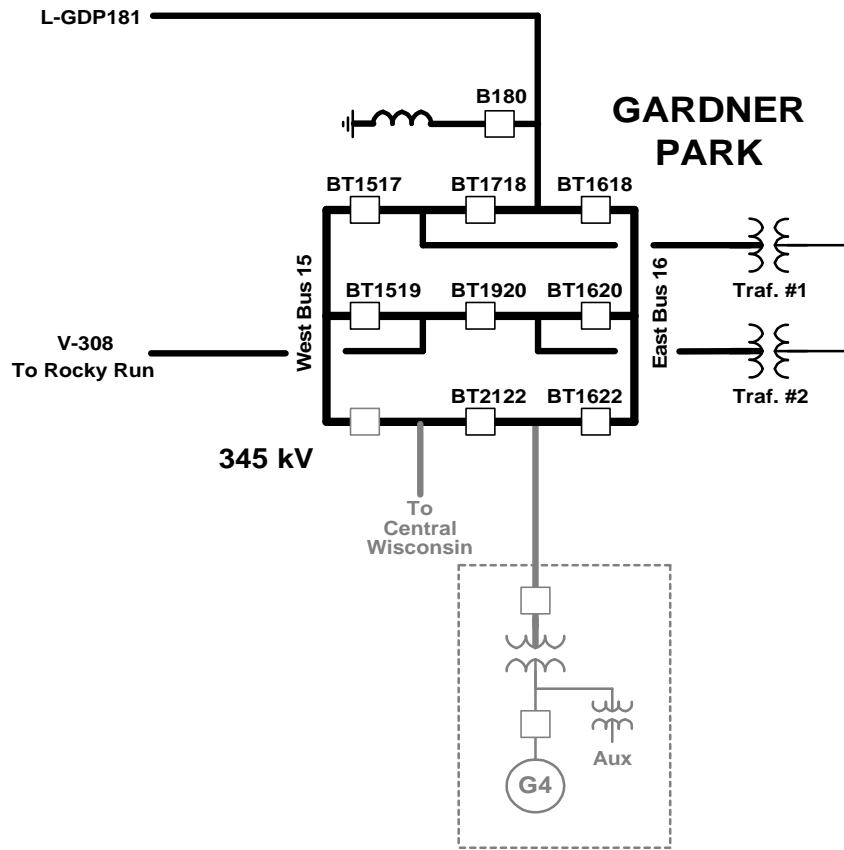 L-GDP181
B180
GARDNER
PARK
BT1517
BT1718
BT1618
West Bus 15
East Bus 16
Traf. #1
BT1519
BT1920
BT1620
V-308
To Rocky Run
Traf. #2
BT2122
BT1622
345 kV
To
Central
Wisconsin
Aux
G4